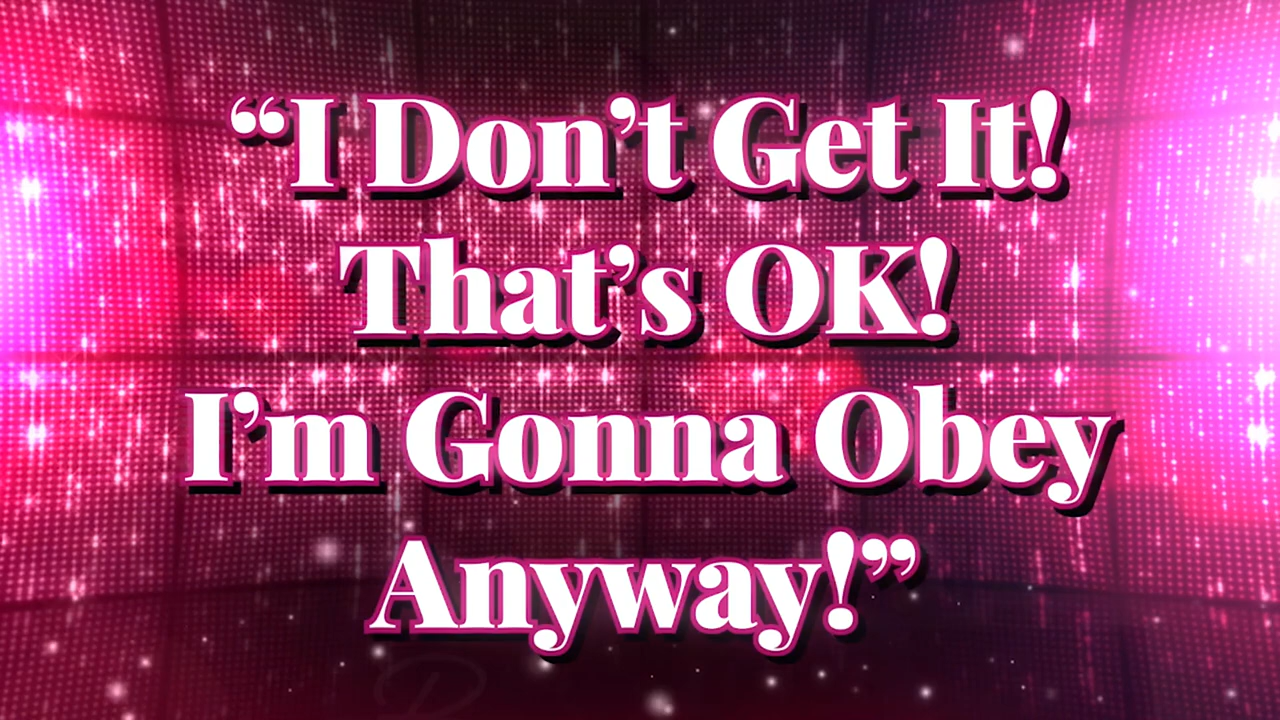 “I Don’t Get It!
That’s OK!
I’m Gonna Obey
Anyway!”